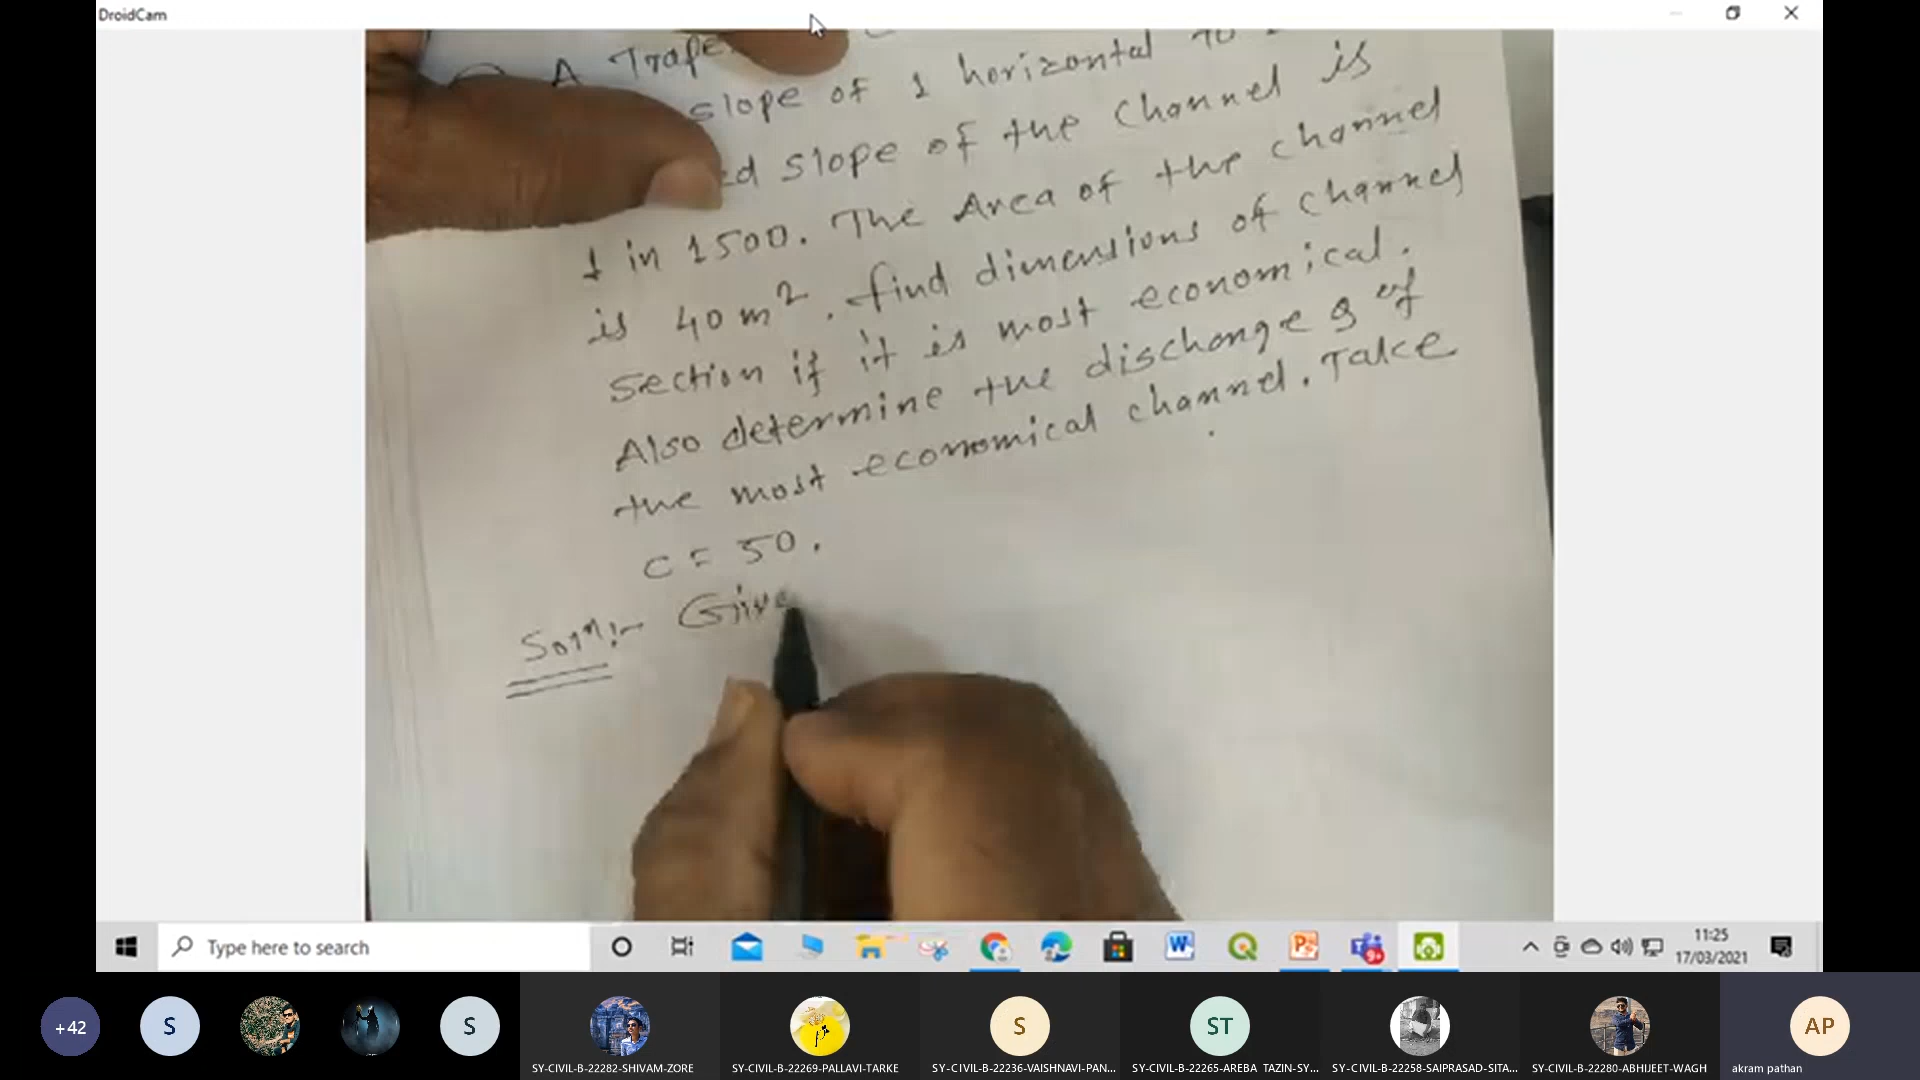 DroidCam
A Trape
slope of 1 horizontal to
ed slope of the channel is
1 in 1500. The Area of the channel
is 40 m². find dimensions of channel
section if it is most economical.
Also determine the discharge of
the most economical channel. Take
C = 50.
Soln:- Give
Type here to search
11:25
17/03/2021
+42
S
S
S
ST
AP
SY-CIVIL-B-22282-SHIVAM-ZORE
SY-CIVIL-B-22269-PALLAVI-TARKE
SY-CIVIL-B-22236-VAISHNAVI-PAN...
SY-CIVIL-B-22265-AREBA TAZIN-SY...
SY-CIVIL-B-22258-SAIPRASAD-SITA...
SY-CIVIL-B-22280-ABHIJEET-WAGH
akram pathan